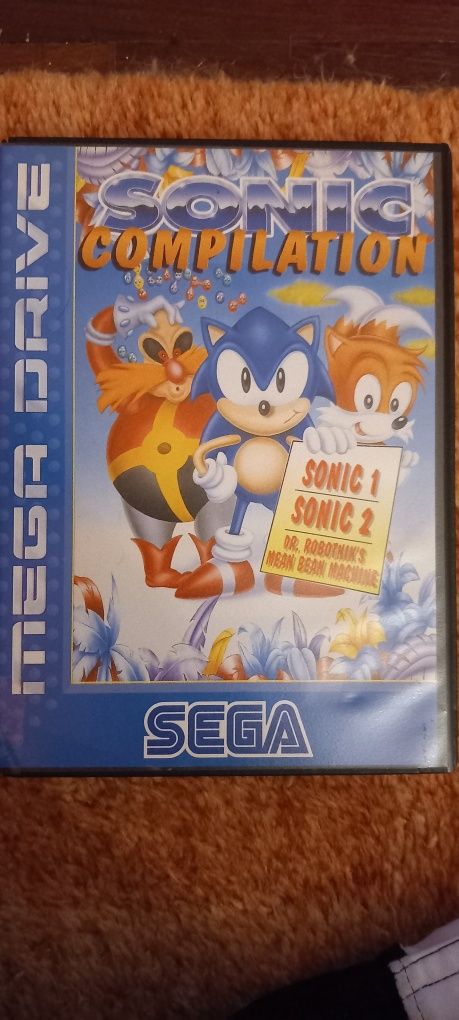 MEGA DRIVE
SONIC
COMPILATION
SONIC 1
SONIC 2
DR. ROBOTNIK'S
MEAN BEAN MACHINE
SEGA